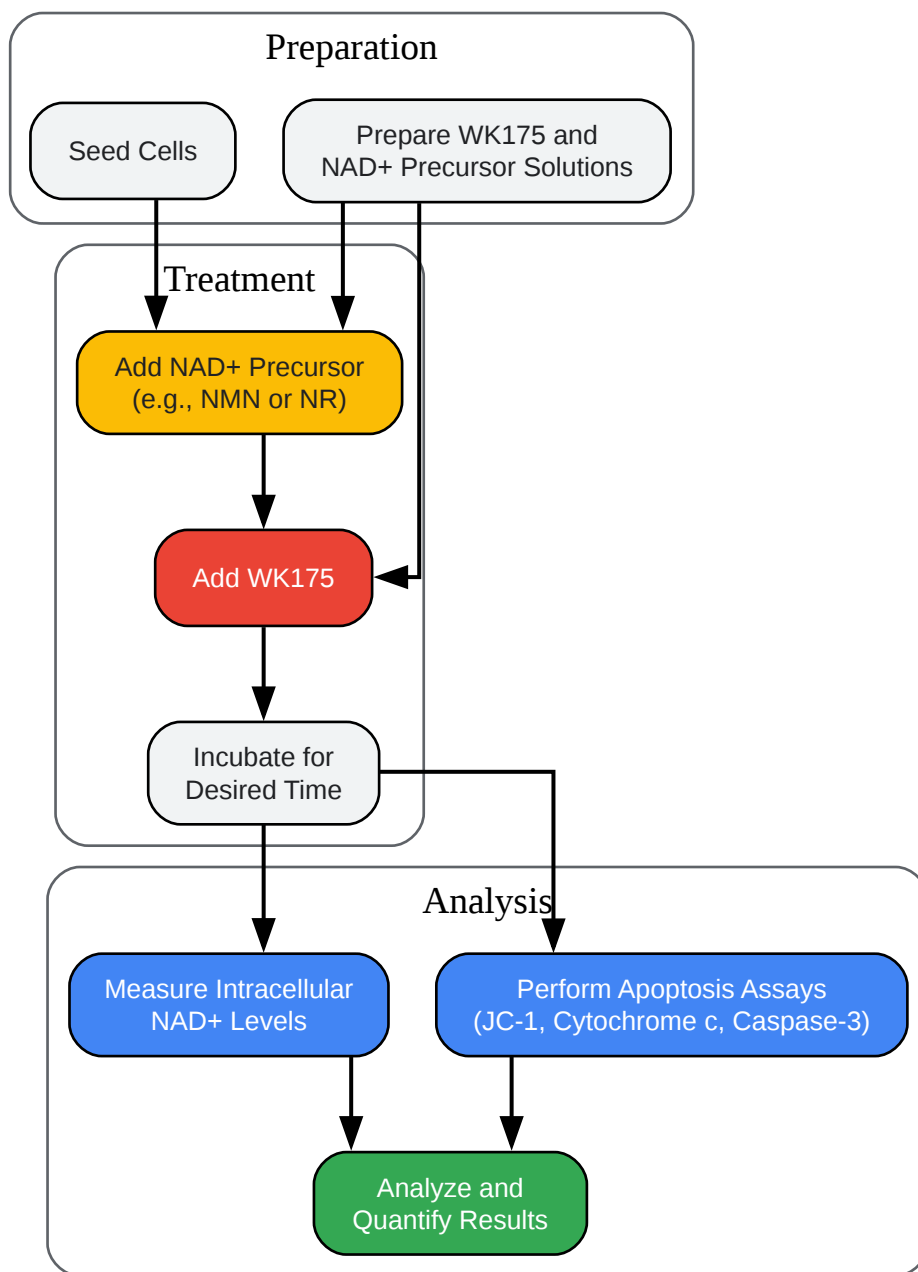 Preparation
Seed Cells
Prepare WK175 and
NAD+ Precursor Solutions
Treatment
Add NAD+ Precursor
(e.g., NMN or NR)
Add WK175
Incubate for
Desired Time
Analysis
Measure Intracellular
NAD+ Levels
Perform Apoptosis Assays
(JC-1, Cytochrome c, Caspase-3)
Analyze and
Quantify Results